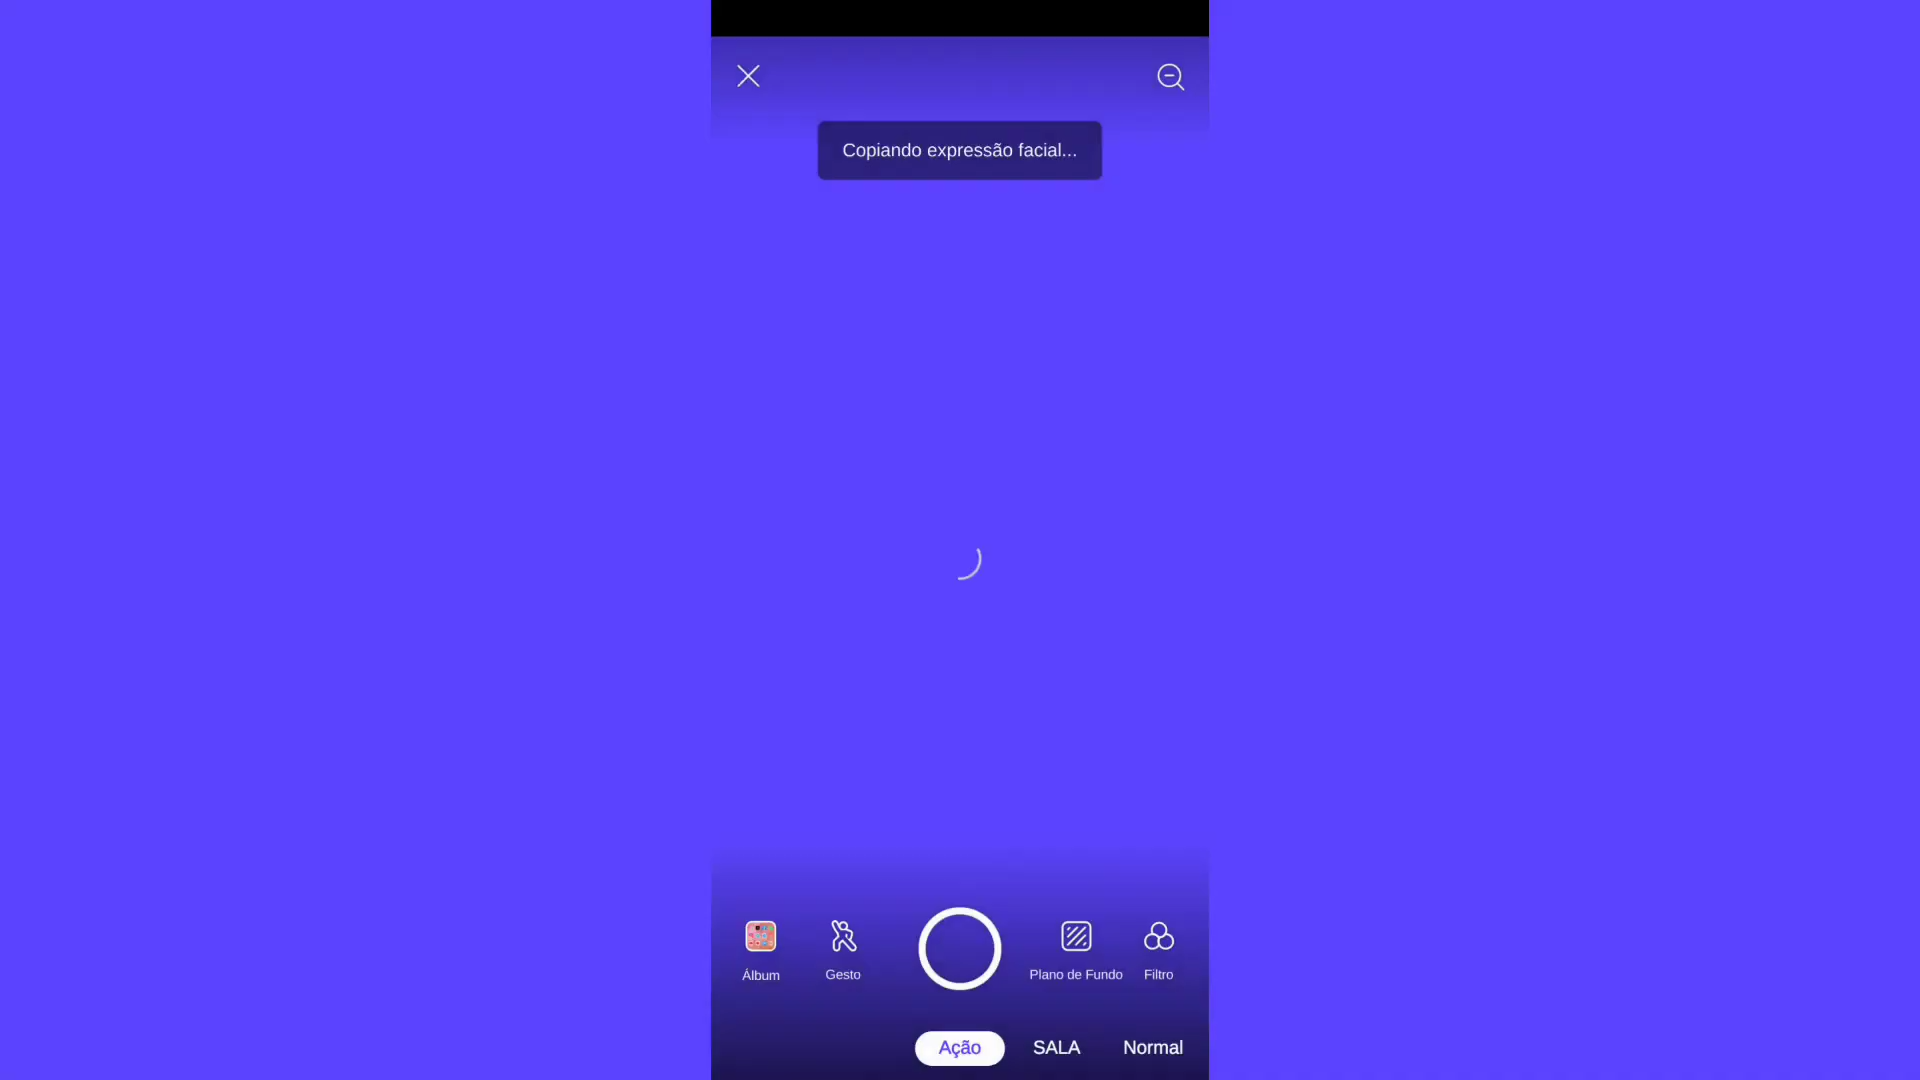 Copiando expressão facial...
Álbum
Gesto
Plano de Fundo
Filtro
Ação
SALA
Normal